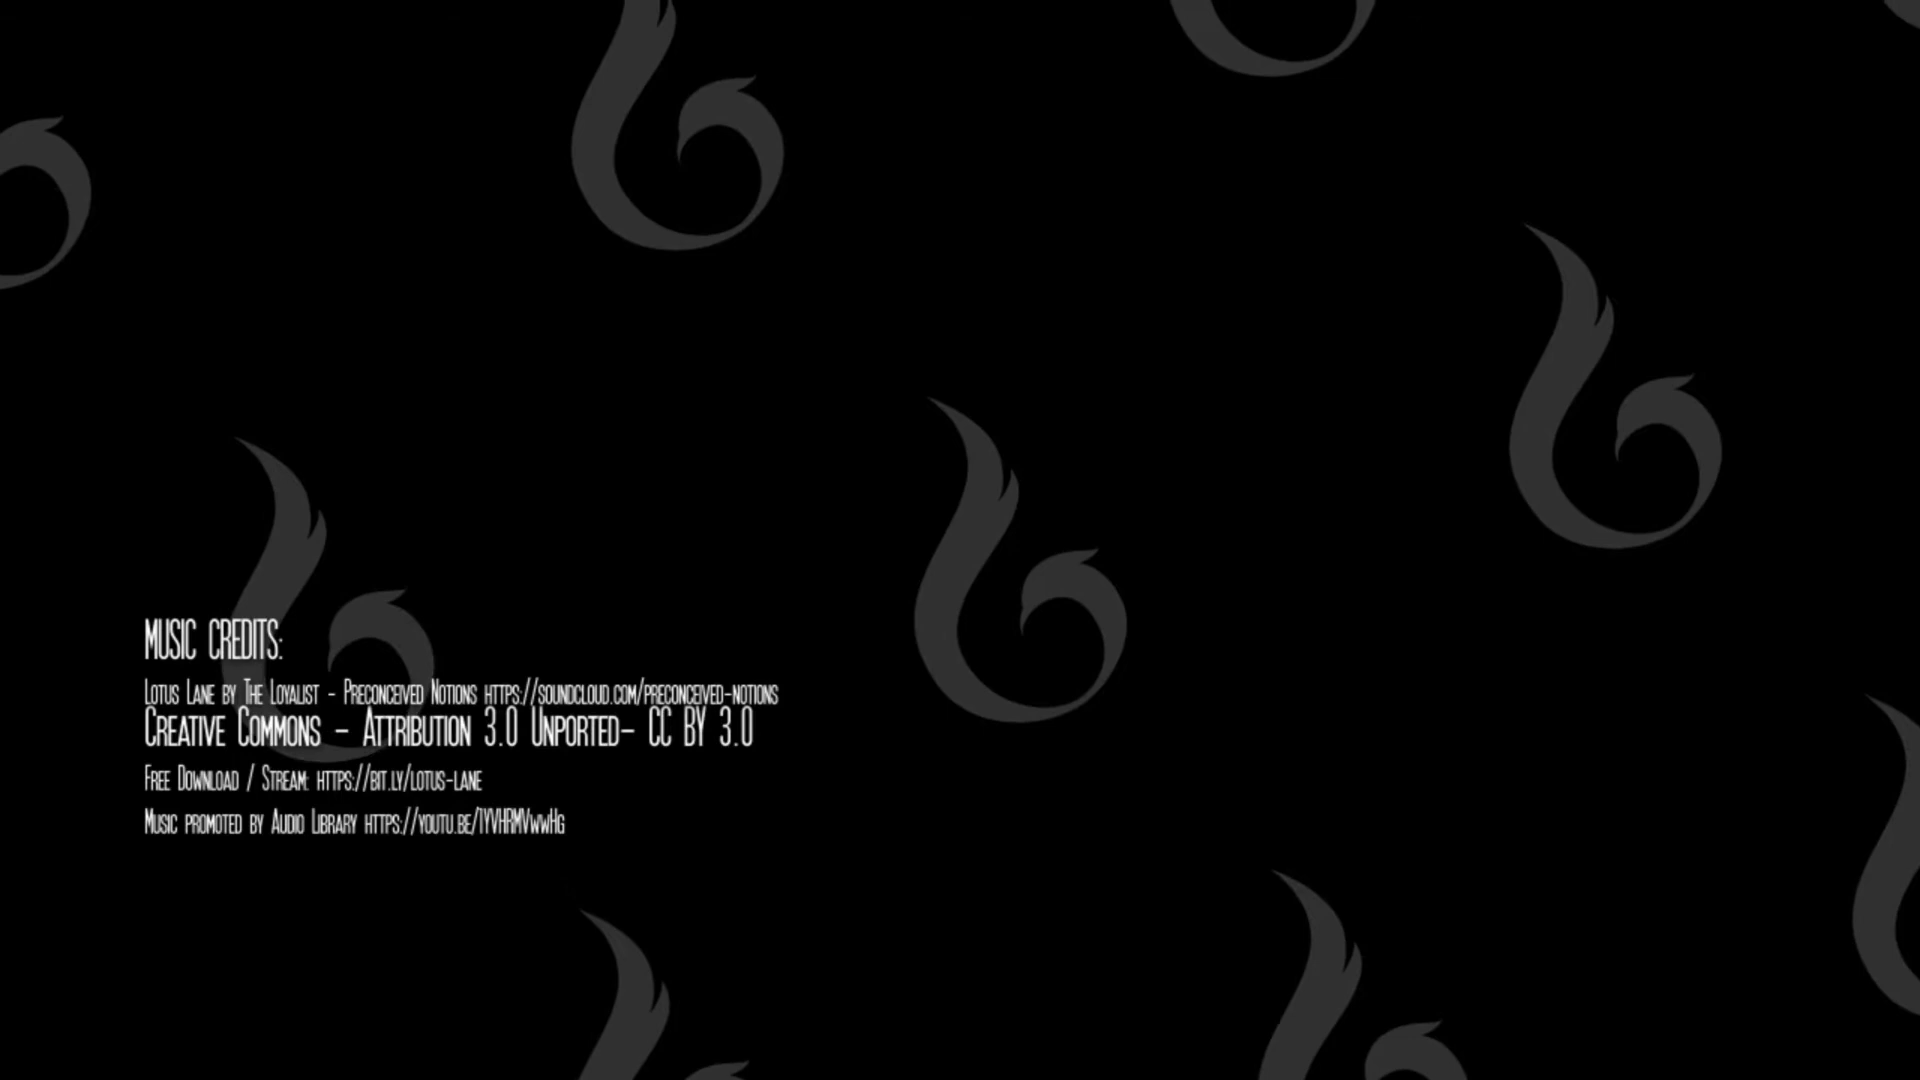 MUSIC CREDITS:
Lotus Lane by The Loyalist - Preconceived Notions https://soundcloud.com/preconceived-notions
Creative Commons - Attribution 3.0 Unported- CC BY 3.0
Free Download / Stream: https://bit.ly/lotus-lane
Music promoted by Audio Library https://youtu.be/1YVHRMVwwHg